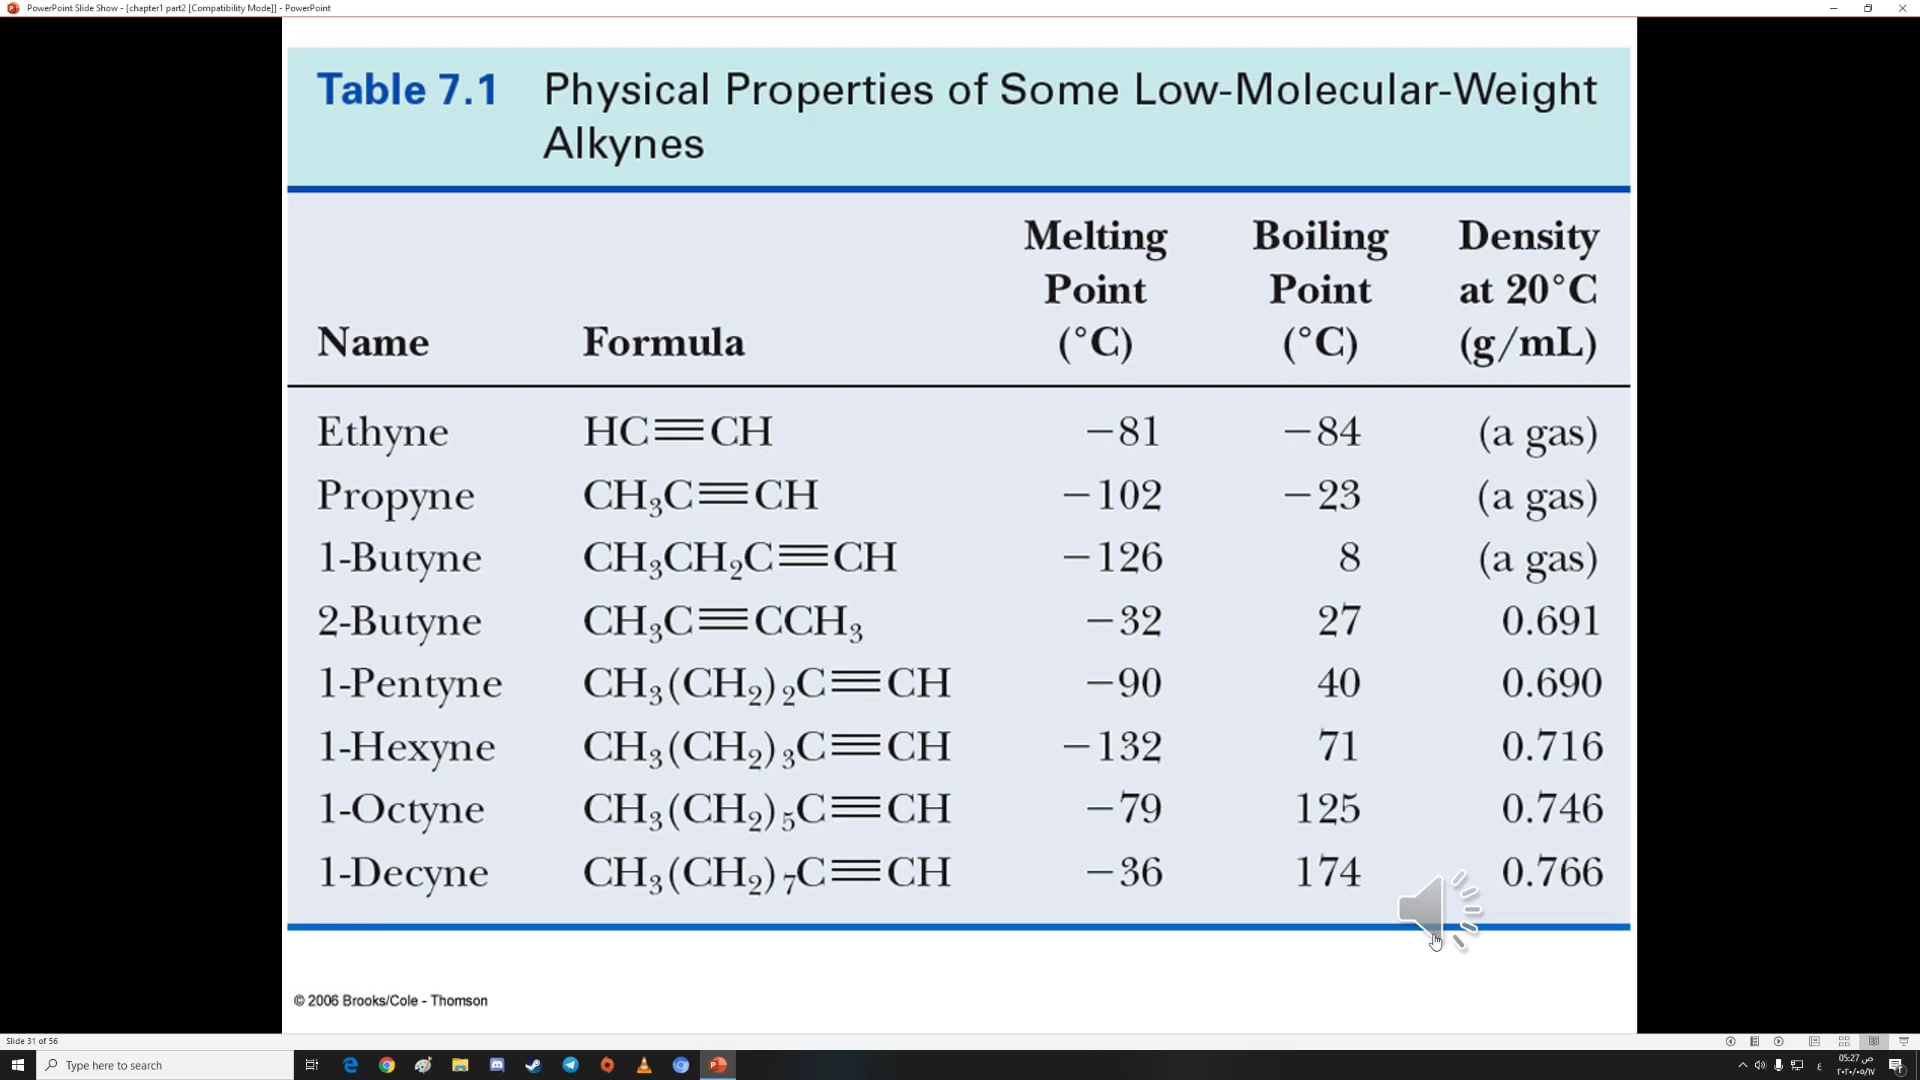 PowerPoint Slide Show - [chapter1 part2 [Compatibility Mode]] - PowerPoint
Table 7.1 Physical Properties of Some Low-Molecular-Weight
Alkynes
Melting Boiling Density
Point Point at 20°C
Name Formula (°C) (°C) (g/mL)
Ethyne HC≡CH −81 −84 (a gas)
Propyne CH₃C≡CH −102 −23 (a gas)
1-Butyne CH₃CH₂C≡CH −126 8 (a gas)
2-Butyne CH₃C≡CCH₃ −32 27 0.691
1-Pentyne CH₃(CH₂)₂C≡CH −90 40 0.690
1-Hexyne CH₃(CH₂)₃C≡CH −132 71 0.716
1-Octyne CH₃(CH₂)₅C≡CH −79 125 0.746
1-Decyne CH₃(CH₂)₇C≡CH −36 174 0.766
© 2006 Brooks/Cole - Thomson
Slide 31 of 56
Type here to search
ع
05:27 ص